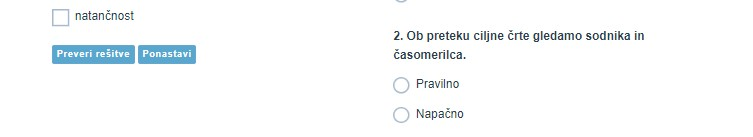 natančnost
Preveri rešitve Ponastavi
2. Ob preteku ciljne črte gledamo sodnika in
časomerilca.
Pravilno
Napačno